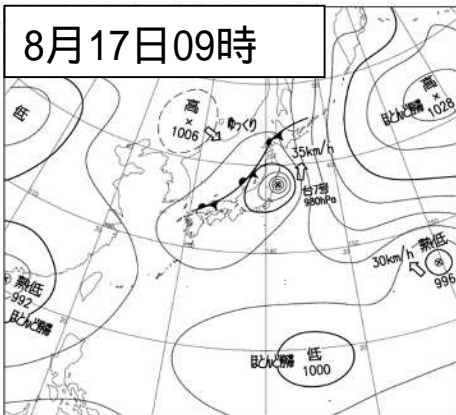 8月17日09時
低
高
1006
ゆっくり
高
ほとんど停滞
1028
35km/h
台7号
980hPa
30km/h
熱低
996
熱低
992
ほとんど停滞
ほとんど停滞
低
1000